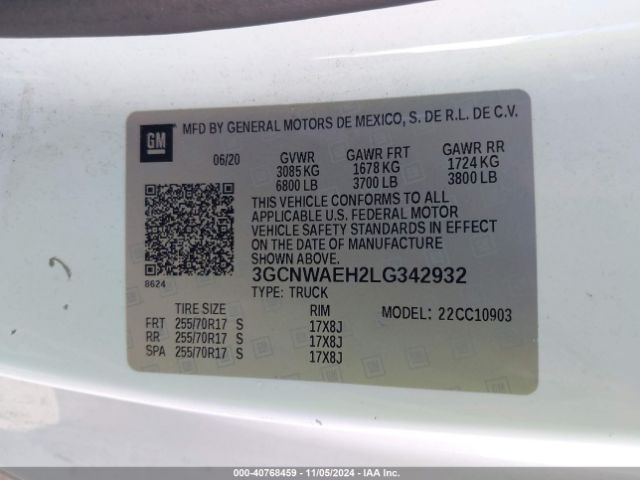 MFD BY GENERAL MOTORS DE MEXICO, S. DE R.L. DE C.V.
GM
06/20 GVWR GAWR FRT GAWR RR
3085 KG 1678 KG 1724 KG
6800 LB 3700 LB 3800 LB
THIS VEHICLE CONFORMS TO ALL
APPLICABLE U.S. FEDERAL MOTOR
VEHICLE SAFETY STANDARDS IN EFFECT
ON THE DATE OF MANUFACTURE
SHOWN ABOVE.
8624
3GCNWAEH2LG342932
TYPE: TRUCK
TIRE SIZE RIM MODEL: 22CC10903
FRT 255/70R17 S 17X8J
RR 255/70R17 S 17X8J
SPA 255/70R17 S 17X8J
000-40768459 - 11/05/2024 - IAA Inc.